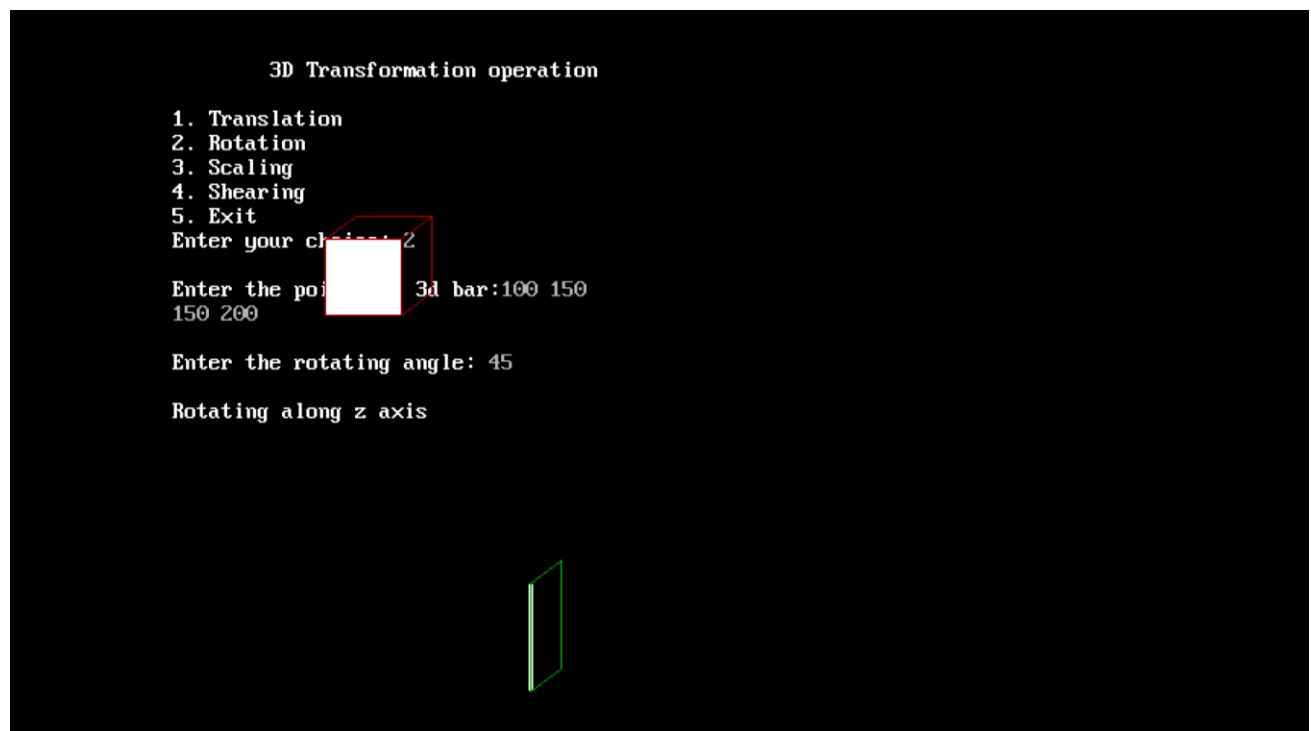 3D Transformation operation
1. Translation
2. Rotation
3. Scaling
4. Shearing
5. Exit
Enter your 2
Enter the 3d bar:100 150
150 200
Enter the rotating angle: 45
Rotating along z axis